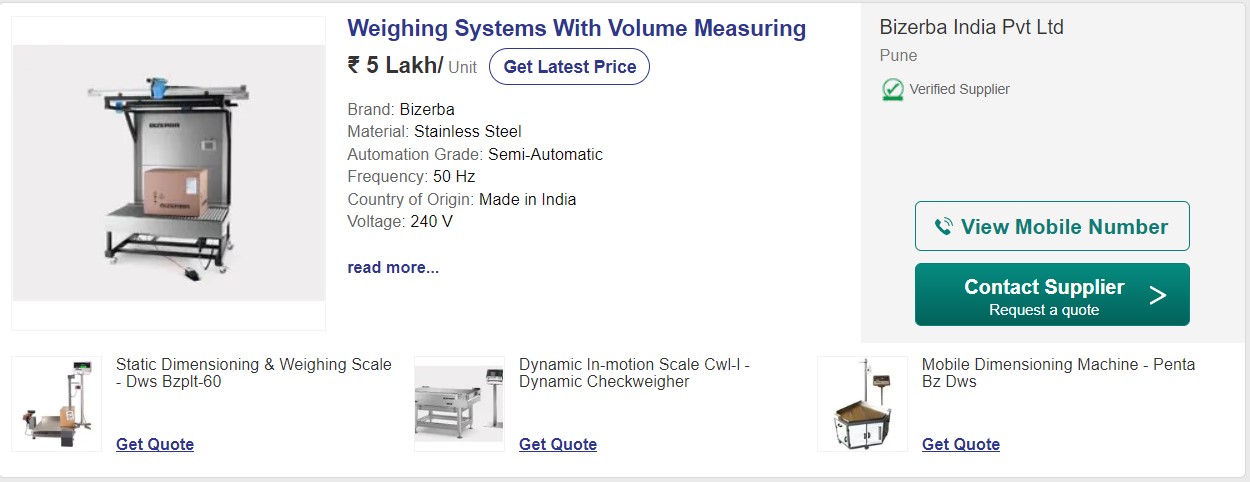 Weighing Systems With Volume Measuring
₹ 5 Lakh/ Unit Get Latest Price
Brand: Bizerba
Material: Stainless Steel
Automation Grade: Semi-Automatic
Frequency: 50 Hz
Country of Origin: Made in India
Voltage: 240 V
read more...
BIZERBA
BIZERBA
Bizerba India Pvt Ltd
Pune
Verified Supplier
View Mobile Number
Contact Supplier
Request a quote
Static Dimensioning & Weighing Scale
- Dws Bzplt-60
Get Quote
Dynamic In-motion Scale Cwl-I -
Dynamic Checkweigher
Get Quote
Mobile Dimensioning Machine - Penta
Bz Dws
Get Quote